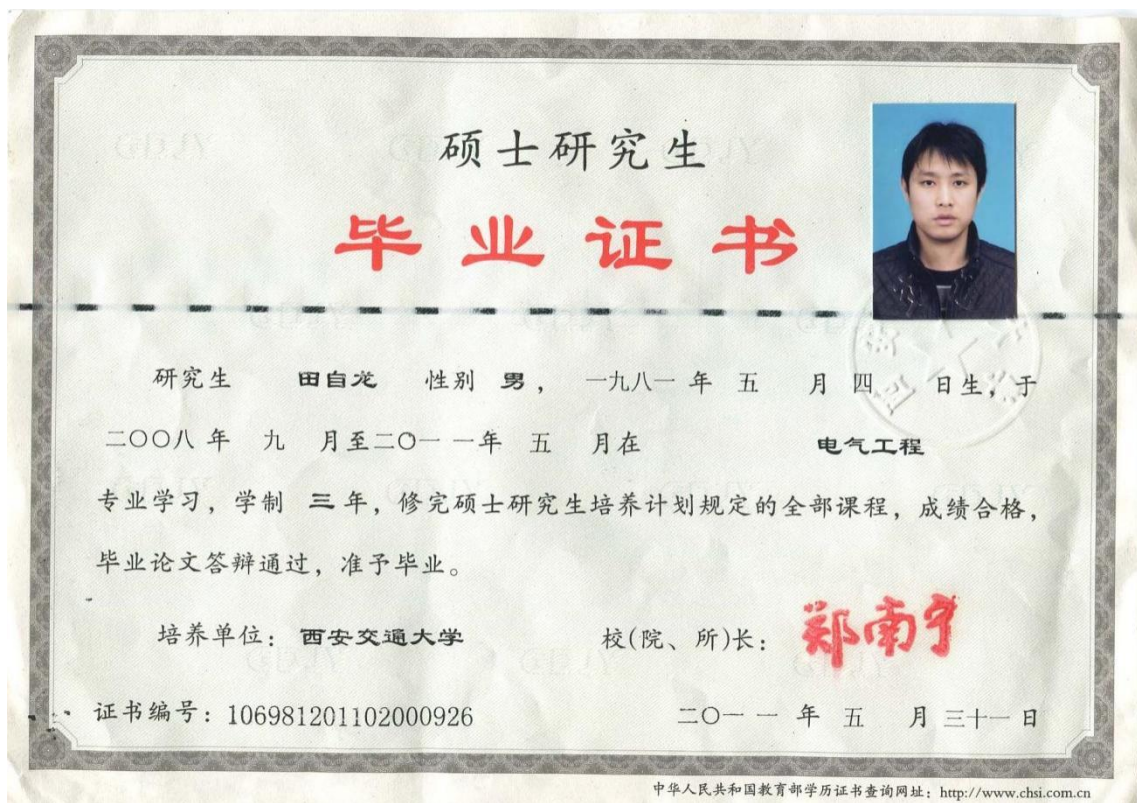 硕士研究生
毕业证书
研究生 田自龙 性别 男， 一九八一 年 五 月 四 日生，于
二〇〇八 年 九 月至二〇一一年 五 月在 电气工程
专业学习，学制 三 年，修完硕士研究生培养计划规定的全部课程，成绩合格，
毕业论文答辩通过，准予毕业。
培养单位：西安交通大学 校(院、所)长：郑南宁
证书编号：106981201102000926 二〇一一 年 五 月 三十一 日
中华人民共和国教育部学历证书查询网址：http://www.chsi.com.cn